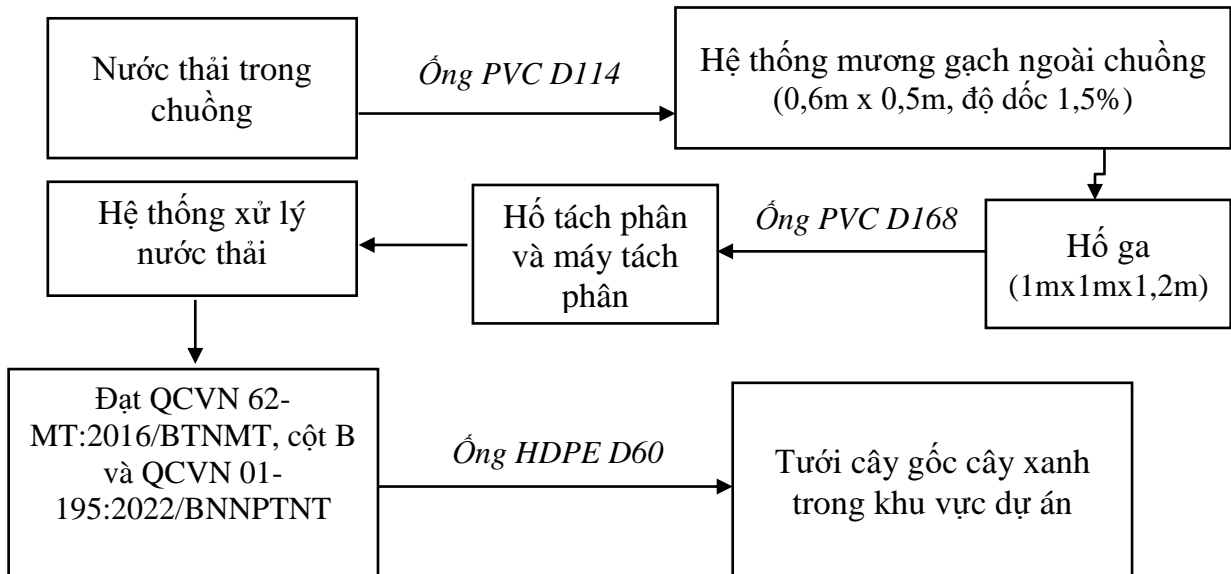 Nước thải trong
chuồng
Ống PVC D114
Hệ thống mương gạch ngoài chuồng
(0,6m x 0,5m, độ dốc 1,5%)
Hệ thống xử lý
nước thải
Hố tách phân
và máy tách
phân
Ống PVC D168
Hố ga
(1mx1mx1,2m)
Đạt QCVN 62-
MT:2016/BTNMT, cột B
và QCVN 01-
195:2022/BNNPTNT
Ống HDPE D60
Tưới cây gốc cây xanh
trong khu vực dự án